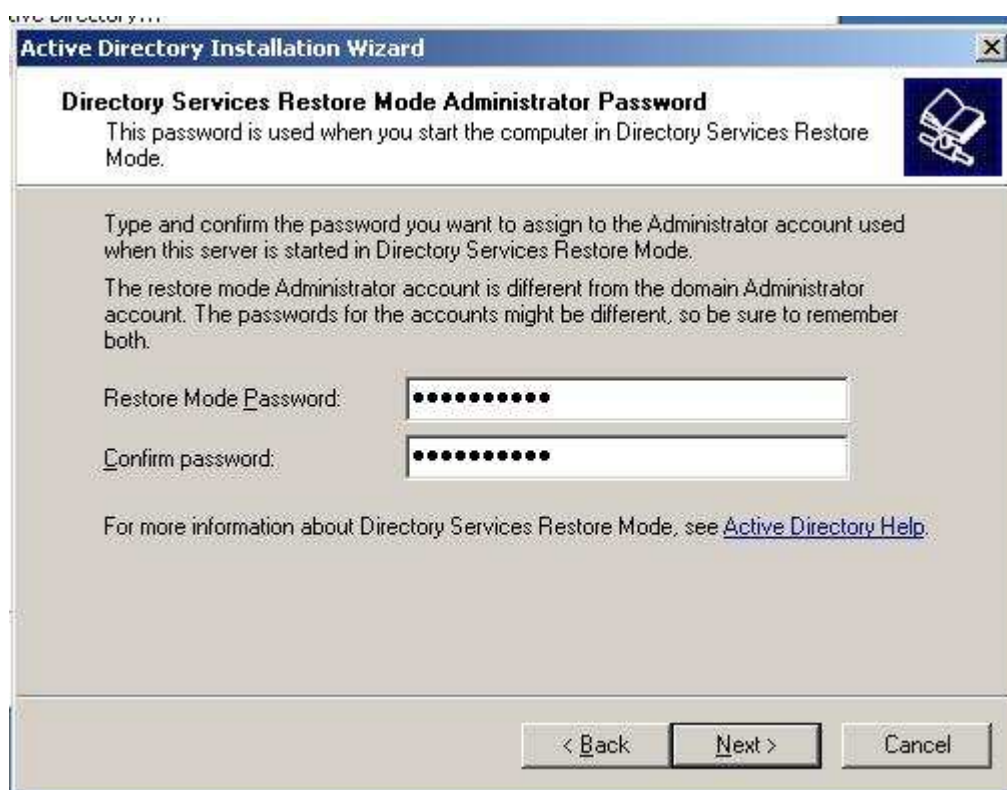 Active Directory Installation Wizard
Directory Services Restore Mode Administrator Password
This password is used when you start the computer in Directory Services Restore
Mode.
Type and confirm the password you want to assign to the Administrator account used
when this server is started in Directory Services Restore Mode.
The restore mode Administrator account is different from the domain Administrator
account. The passwords for the accounts might be different, so be sure to remember
both.
Restore Mode Password:
Confirm password:
For more information about Directory Services Restore Mode, see Active Directory Help.
< Back Next > Cancel